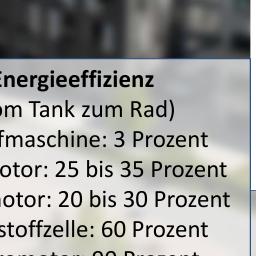 Energieeffizienz
om Tank zum Rad)
fmaschine: 3 Prozent
otor: 25 bis 35 Prozent
notor: 20 bis 30 Prozent
stoffzelle: 60 Prozent